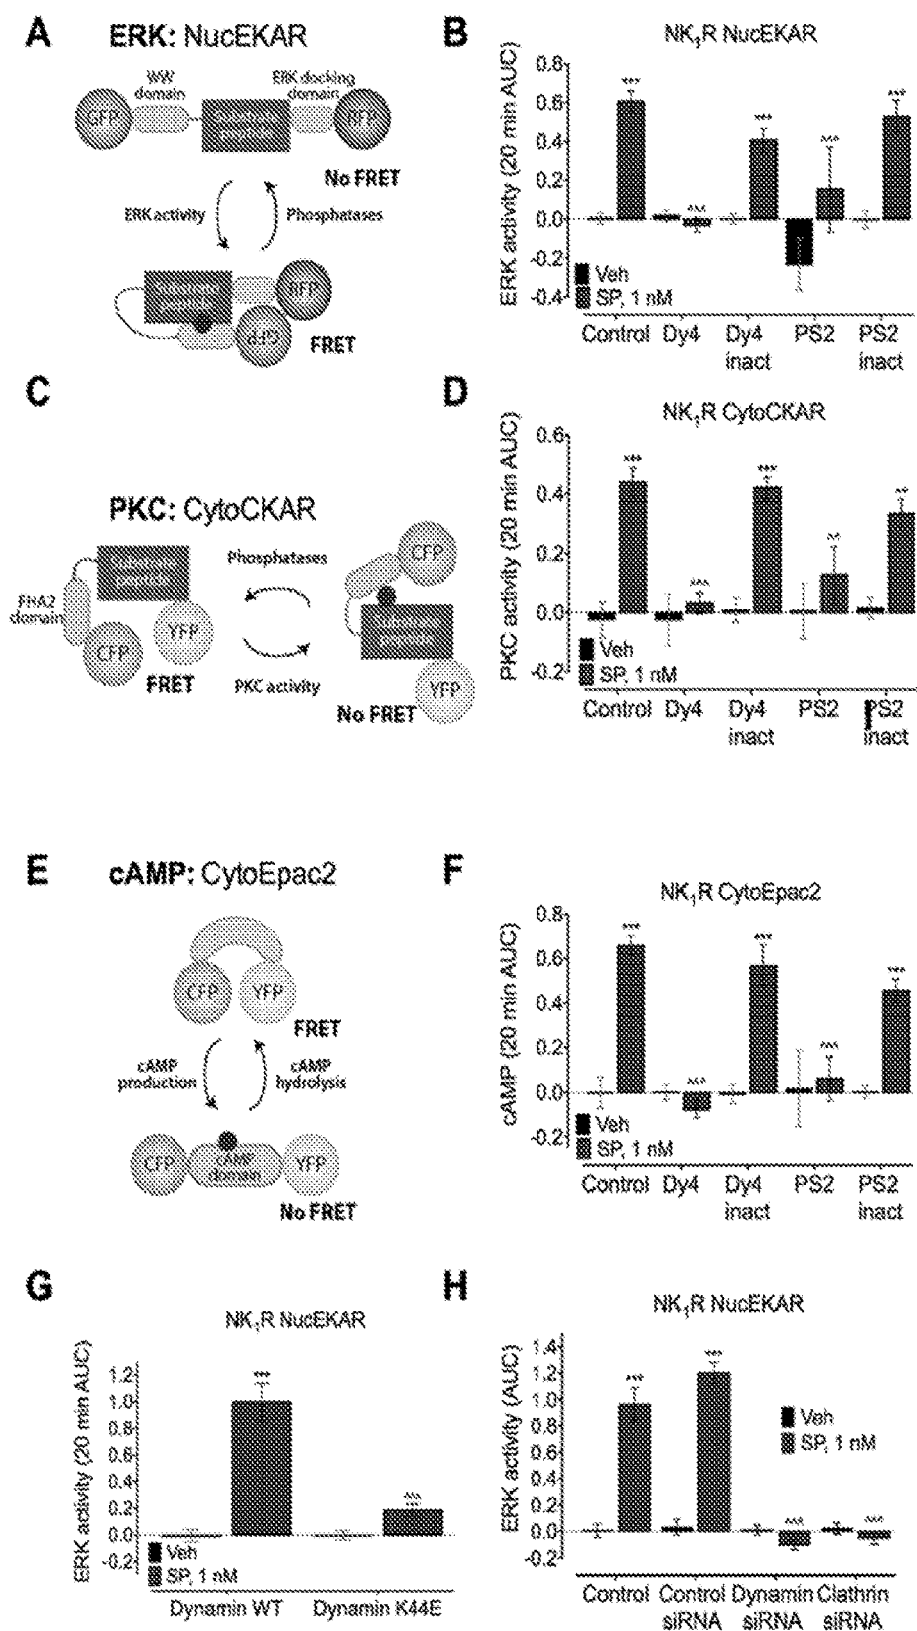 A
ERK: NucEKAR
WW
domain
ERK docking
domain
GFP
RFP
No FRET
ERK activity
Phosphatases
RFP
GFP
FRET
B
NK1R NucEKAR
ERK activity (20 min AUC)
0.8
0.6
0.4
0.2
0.0
-0.2
-0.4
***
^^^
***
^^^
***
Veh
SP, 1 nM
Control
Dy4
Dy4
inact
PS2
PS2
inact
C
PKC: CytoCKAR
FHA2
domain
CFP
YFP
FRET
Phosphatases
PKC activity
CFP
YFP
No FRET
D
NK1R CytoCKAR
PKC activity (20 min AUC)
0.6
0.4
0.2
0.0
-0.2
***
^^^
***
^^
**
Veh
SP, 1 nM
Control
Dy4
Dy4
inact
PS2
PS2
inact
E
cAMP: CytoEpac2
CFP
YFP
FRET
cAMP
production
cAMP
hydrolysis
CFP
cAMP
domain
YFP
No FRET
F
NK1R CytoEpac2
cAMP (20 min AUC)
0.8
0.6
0.4
0.2
0.0
-0.2
***
^^^
***
^^^
***
Veh
SP, 1 nM
Control
Dy4
Dy4
inact
PS2
PS2
inact
G
NK1R NucEKAR
ERK activity (20 min AUC)
1.2
1.0
0.8
0.6
0.4
0.2
0.0
-0.2
***
^^^
***
Veh
SP, 1 nM
Dynamin WT
Dynamin K44E
H
NK1R NucEKAR
ERK activity (AUC)
1.4
1.2
1.0
0.8
0.6
0.4
0.2
0.0
-0.2
***
***
^^^
^^^
Veh
SP, 1 nM
Control
Control
siRNA
Dynamin
siRNA
Clathrin
siRNA